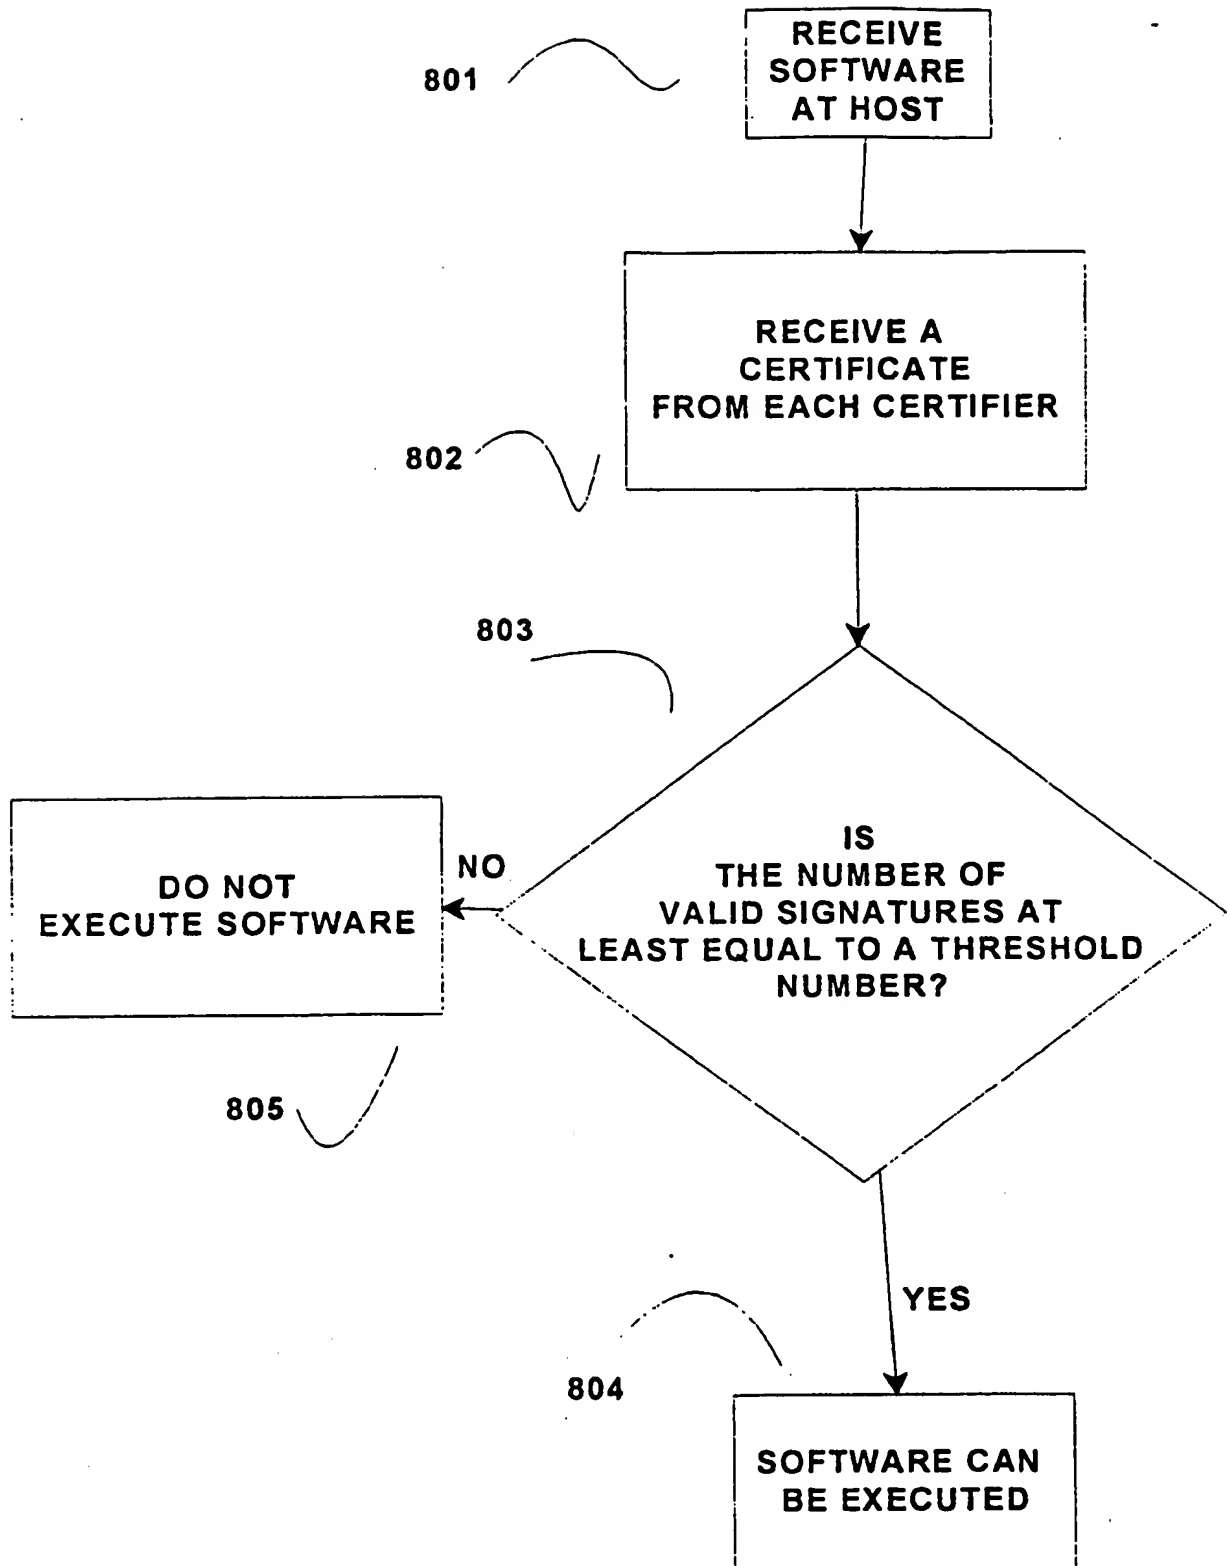 801
RECEIVE
SOFTWARE
AT HOST
RECEIVE A
CERTIFICATE
FROM EACH CERTIFIER
802
803
IS
THE NUMBER OF
VALID SIGNATURES AT
LEAST EQUAL TO A THRESHOLD
NUMBER?
NO
DO NOT
EXECUTE SOFTWARE
805
YES
804
SOFTWARE CAN
BE EXECUTED